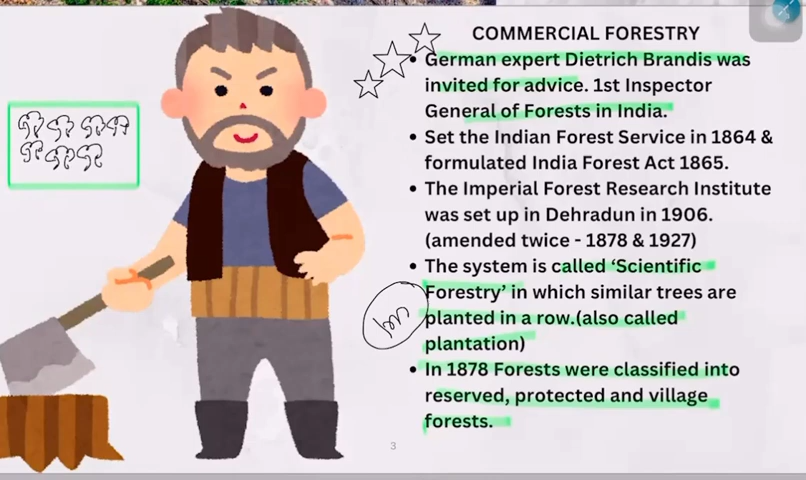 COMMERCIAL FORESTRY
• German expert Dietrich Brandis was
invited for advice. 1st Inspector
General of Forests in India.
• Set the Indian Forest Service in 1864 &
formulated India Forest Act 1865.
• The Imperial Forest Research Institute
was set up in Dehradun in 1906.
(amended twice - 1878 & 1927)
• The system is called ‘Scientific
Forestry’ in which similar trees are
planted in a row.(also called
plantation)
• In 1878 Forests were classified into
reserved, protected and village
forests.
3